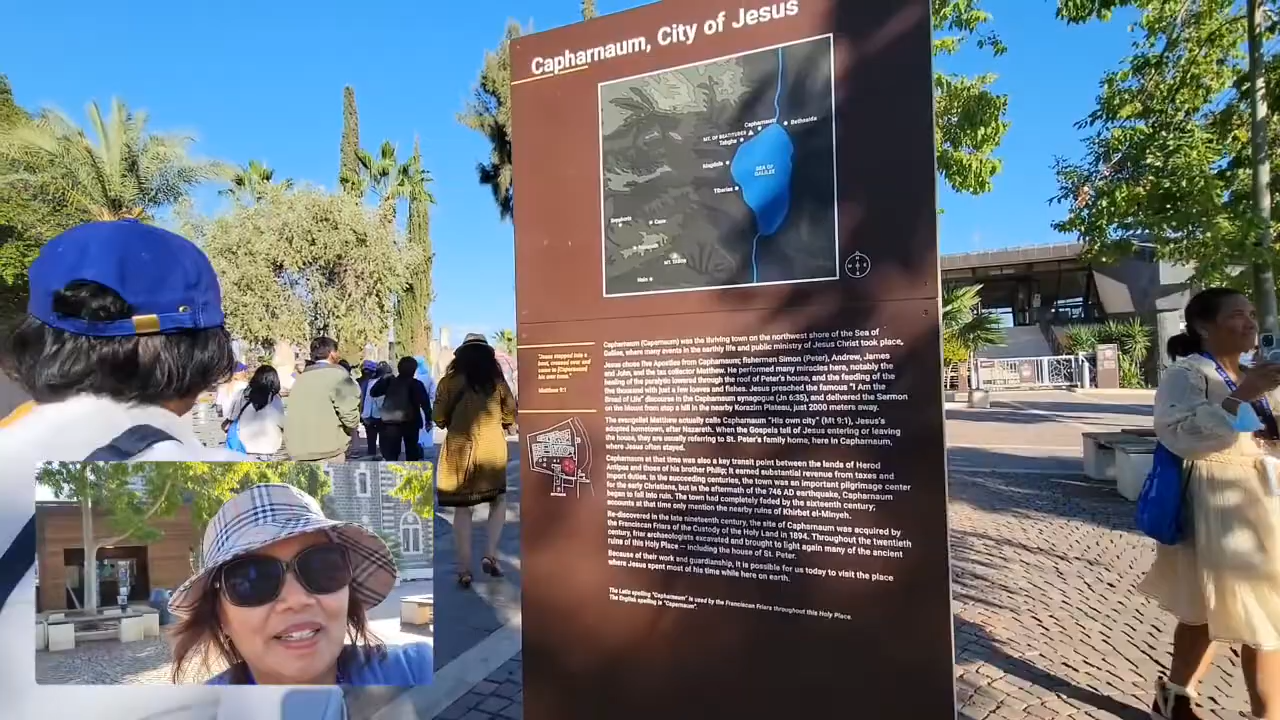 Capharnaum, City of Jesus
Capharnaum
Bethsaida
MT. OF BEATITUDES
Tabgha
Magdala
SEA OF
GALILEE
Tiberias
Cana
MT. TABOR
Nain
N
"Jesus stepped into a
boat, crossed over and
came to [Capharnaum]
his own town."
Matthew 9:1
Capharnaum (Capernaum) was the thriving town on the northwest shore of the Sea of
Galilee, where many events in the earthly life and public ministry of Jesus Christ took place.
Jesus chose five Apostles from Capharnaum; fishermen Simon (Peter), Andrew, James
and John, and the tax collector Matthew. He performed many miracles here, notably the
healing of the paralytic lowered through the roof of Peter's house, and the feeding of
the thousand with just a few loaves and fishes. Jesus preached the famous "I Am the
Bread of Life" discourse in the Capharnaum synagogue (Jn 6:35), and delivered the Sermon
on the Mount from atop a hill in the nearby Korazim Plateau, just 2000 meters away.
The evangelist Matthew actually calls Capharnaum "His own city" (Mt 9:1), Jesus's
adopted hometown, after Nazareth. When the Gospels tell of Jesus entering or leaving
the house, they are usually referring to St. Peter's family home, here in Capharnaum,
where Jesus often stayed.
Capharnaum at that time was also a key transit point between the lands of Herod
Antipas and those of his brother Philip; it earned substantial revenue from taxes and
import duties. In the succeeding centuries, the town was an important pilgrimage center
for the early Christians, but in the aftermath of the 746 AD earthquake, Capharnaum
began to fall into ruin. The town had completely faded by the sixteenth century;
accounts at that time only mention the nearby ruins of Khirbet el-Minyeh.
Re-discovered in the late nineteenth century, the site of Capharnaum was acquired by
the Franciscan Friars of the Custody of the Holy Land in 1894. Throughout the twentieth
century, friar archaeologists excavated and brought to light again many of the ancient
ruins of this Holy Place – including the house of St. Peter.
Because of their work and guardianship, it is possible for us today to visit the place
where Jesus spent most of his time while here on earth.
The Latin spelling "Capharnaum" is used by the Franciscan Friars throughout this Holy Place.
The English spelling is "Capernaum".